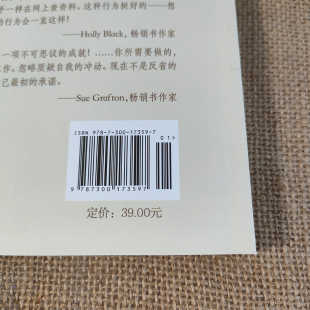 手一样在网上查资料。这种行为挺好的——想
的行为会一直这样!
——Holly Black, 畅销书作家
一项不可思议的成就! ……你所需要做的,
作。忽略质疑自我的冲动。现在不是反省的
己最初的承诺。
——Sue Grafton, 畅销书作家
ISBN 978-7-300-17359-7
01>
9 787300 173597
定价: 39.00元